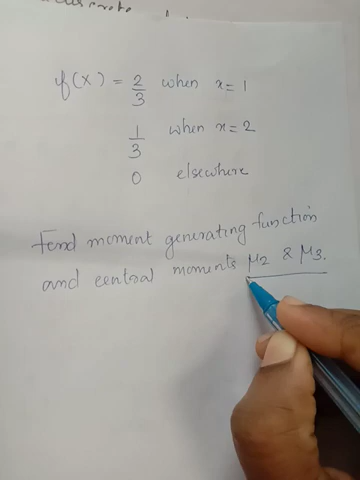 discrete
f(x) = 2/3 when x = 1
1/3 when x = 2
0 elsewhere
Find moment generating function
and central moments μ2 & μ3.